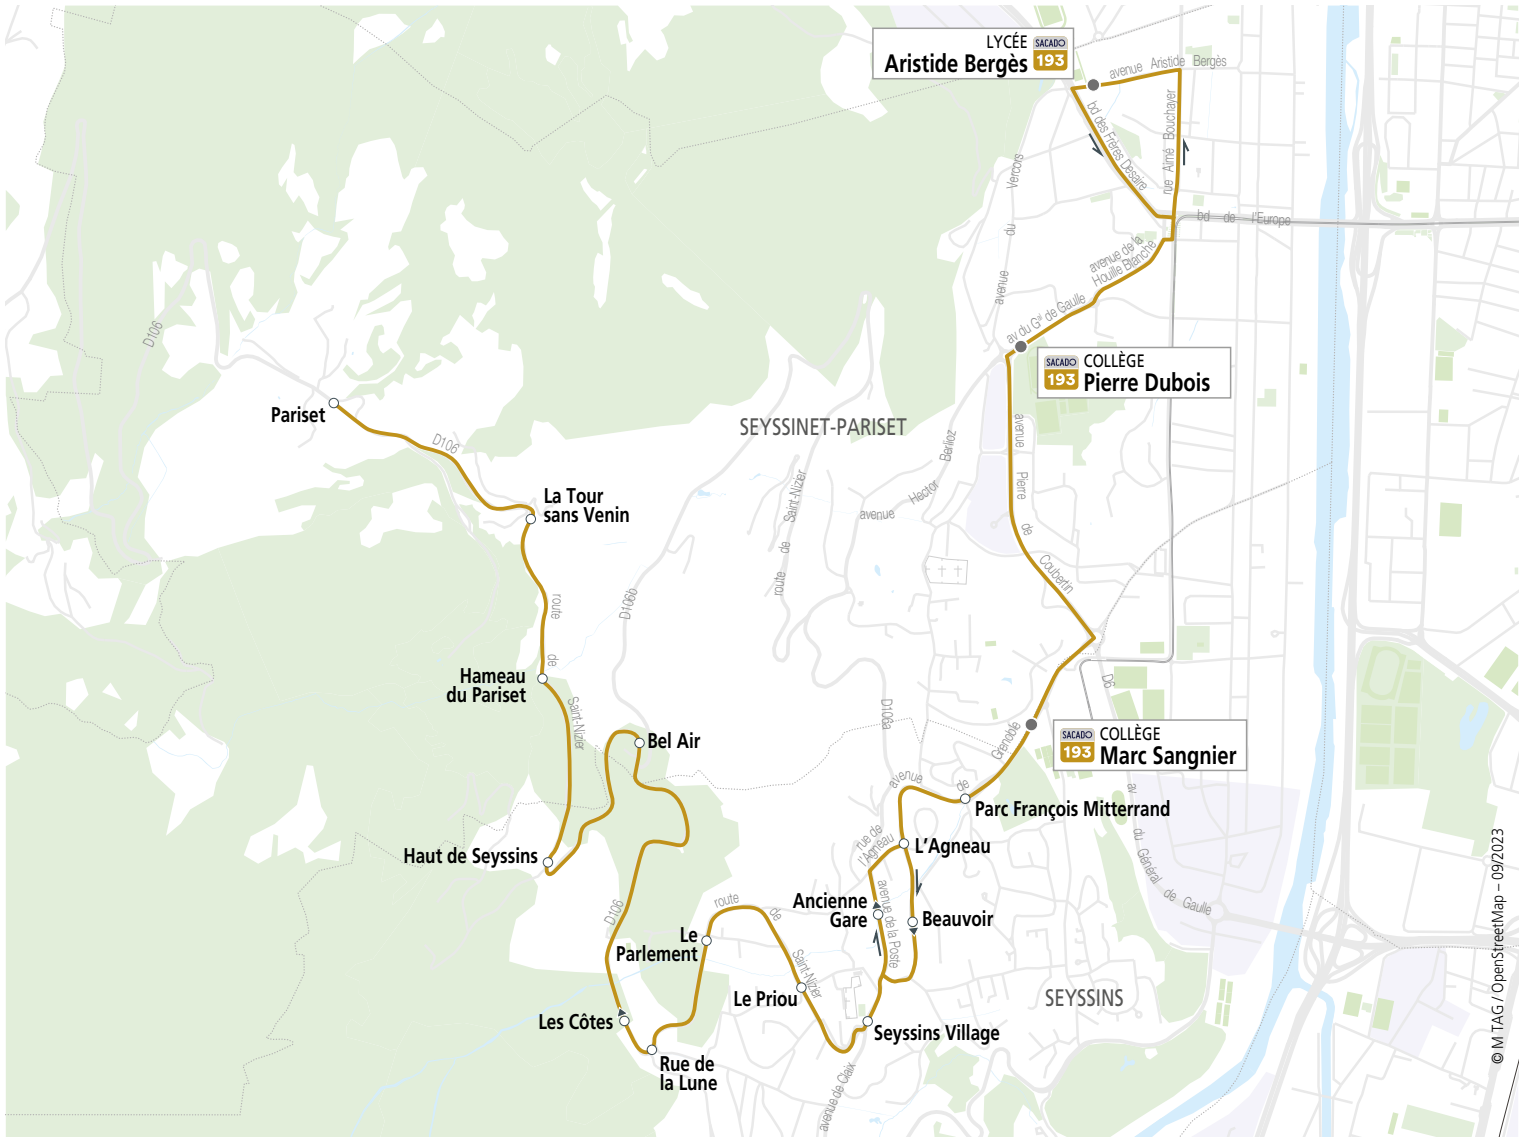 LYCÉE
Aristide Bergès
SACADO
193
avenue Aristide Bergès
bd des Frères Desaire
rue Aimé Bouchayer
bd de l'Europe
avenue du Vercors
avenue de la
Houille Blanche
av du Gal de Gaulle
SACADO
193
COLLÈGE
Pierre Dubois
D106
Pariset
D106
SEYSSINET-PARISET
avenue Hector Berlioz
avenue Pierre de Coubertin
route de Saint-Nizier
La Tour
sans Venin
D106b
route de Saint-Nizier
Hameau
du Pariset
D106a
D6
Bel Air
SACADO
193
COLLÈGE
Marc Sangnier
avenue de Grenoble
Parc François Mitterrand
av du Général de Gaulle
rue de
l'Agneau
L'Agneau
Haut de Seyssins
D106
route de Saint-Nizier
Ancienne
Gare
avenue de la Poste
Beauvoir
Le
Parlement
Le Priou
SEYSSINS
Les Côtes
Seyssins Village
Rue de
la Lune
avenue de Claix
© M TAG / OpenStreetMap – 09/2023